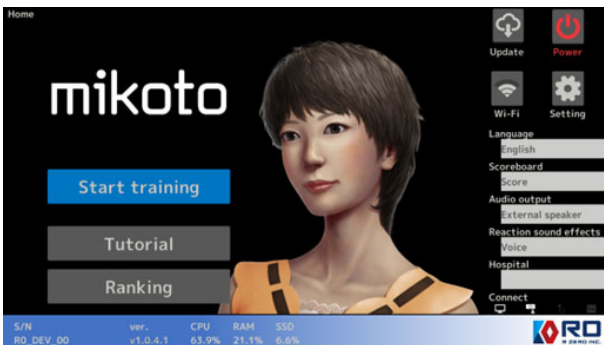 Home
mikoto
Start training
Tutorial
Ranking
Update
Power
Wi-Fi
Setting
Language
English
Scoreboard
Score
Audio output
External speaker
Reaction sound effects
Voice
Hospital
Connect
S/N ver. CPU RAM SSD
R0_DEV_00 v1.0.4.1 63.9% 21.1% 6.6%
RO
R ZERO INC.